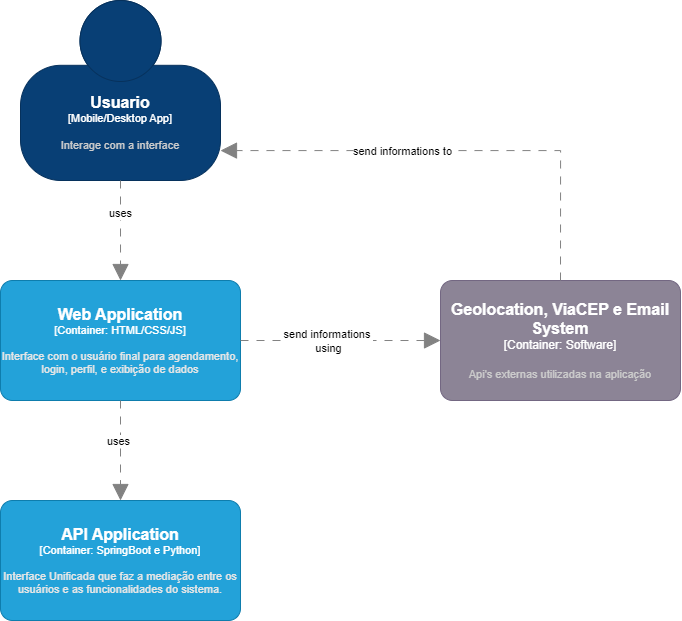 Usuario
[Mobile/Desktop App]
Interage com a interface
send informations to
uses
Web Application
[Container: HTML/CSS/JS]
Interface com o usuário final para agendamento,
login, perfil, e exibição de dados
send informations
using
Geolocation, ViaCEP e Email
System
[Container: Software]
Api's externas utilizadas na aplicação
uses
API Application
[Container: SpringBoot e Python]
Interface Unificada que faz a mediação entre os
usuários e as funcionalidades do sistema.